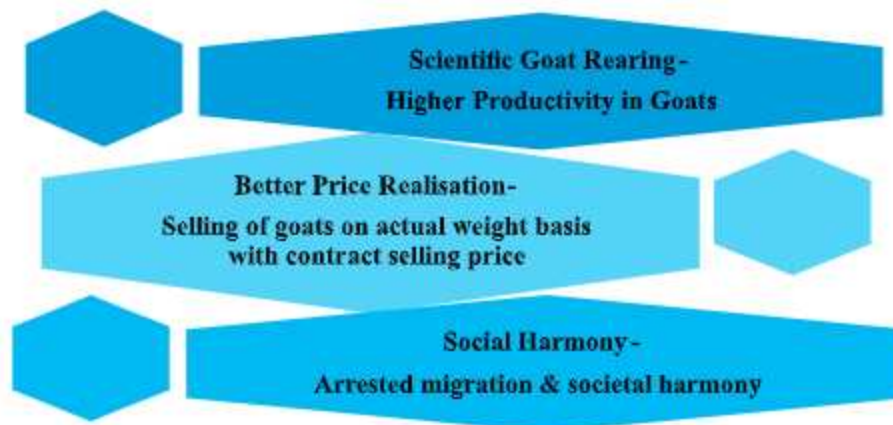 Scientific Goat Rearing-
Higher Productivity in Goats
Better Price Realisation-
Selling of goats on actual weight basis
with contract selling price
Social Harmony-
Arrested migration & societal harmony